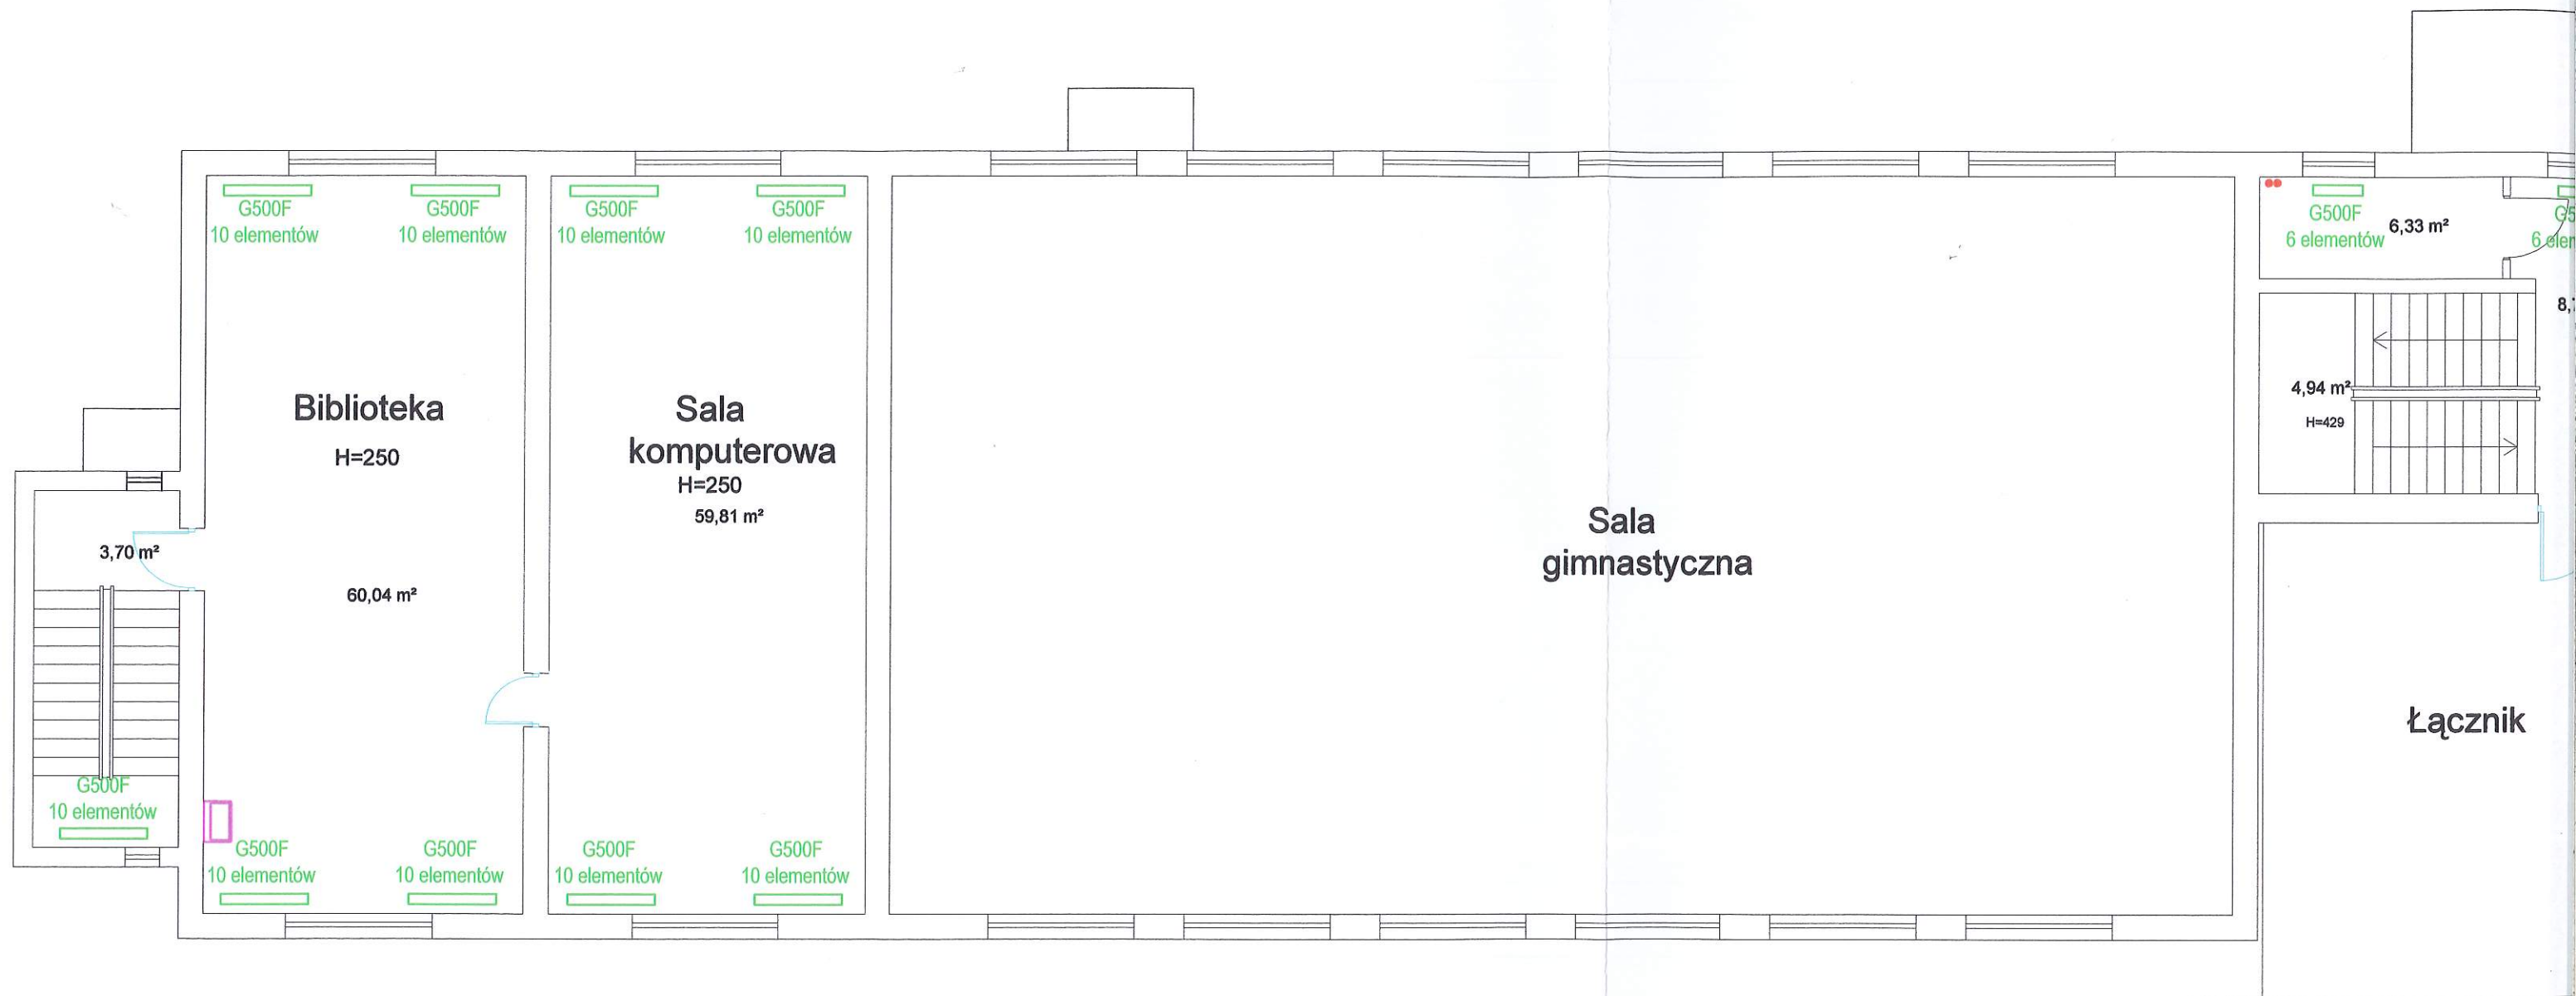 G500F
10 elementów
G500F
10 elementów
G500F
10 elementów
G500F
10 elementów
G500F
6 elementów
6,33 m²
Biblioteka
H=250
60,04 m²
Sala
komputerowa
H=250
59,81 m²
Sala
gimnastyczna
4,94 m²
H=429
3,70 m²
Łącznik
G500F
10 elementów
G500F
10 elementów
G500F
10 elementów
G500F
10 elementów
G500F
10 elementów